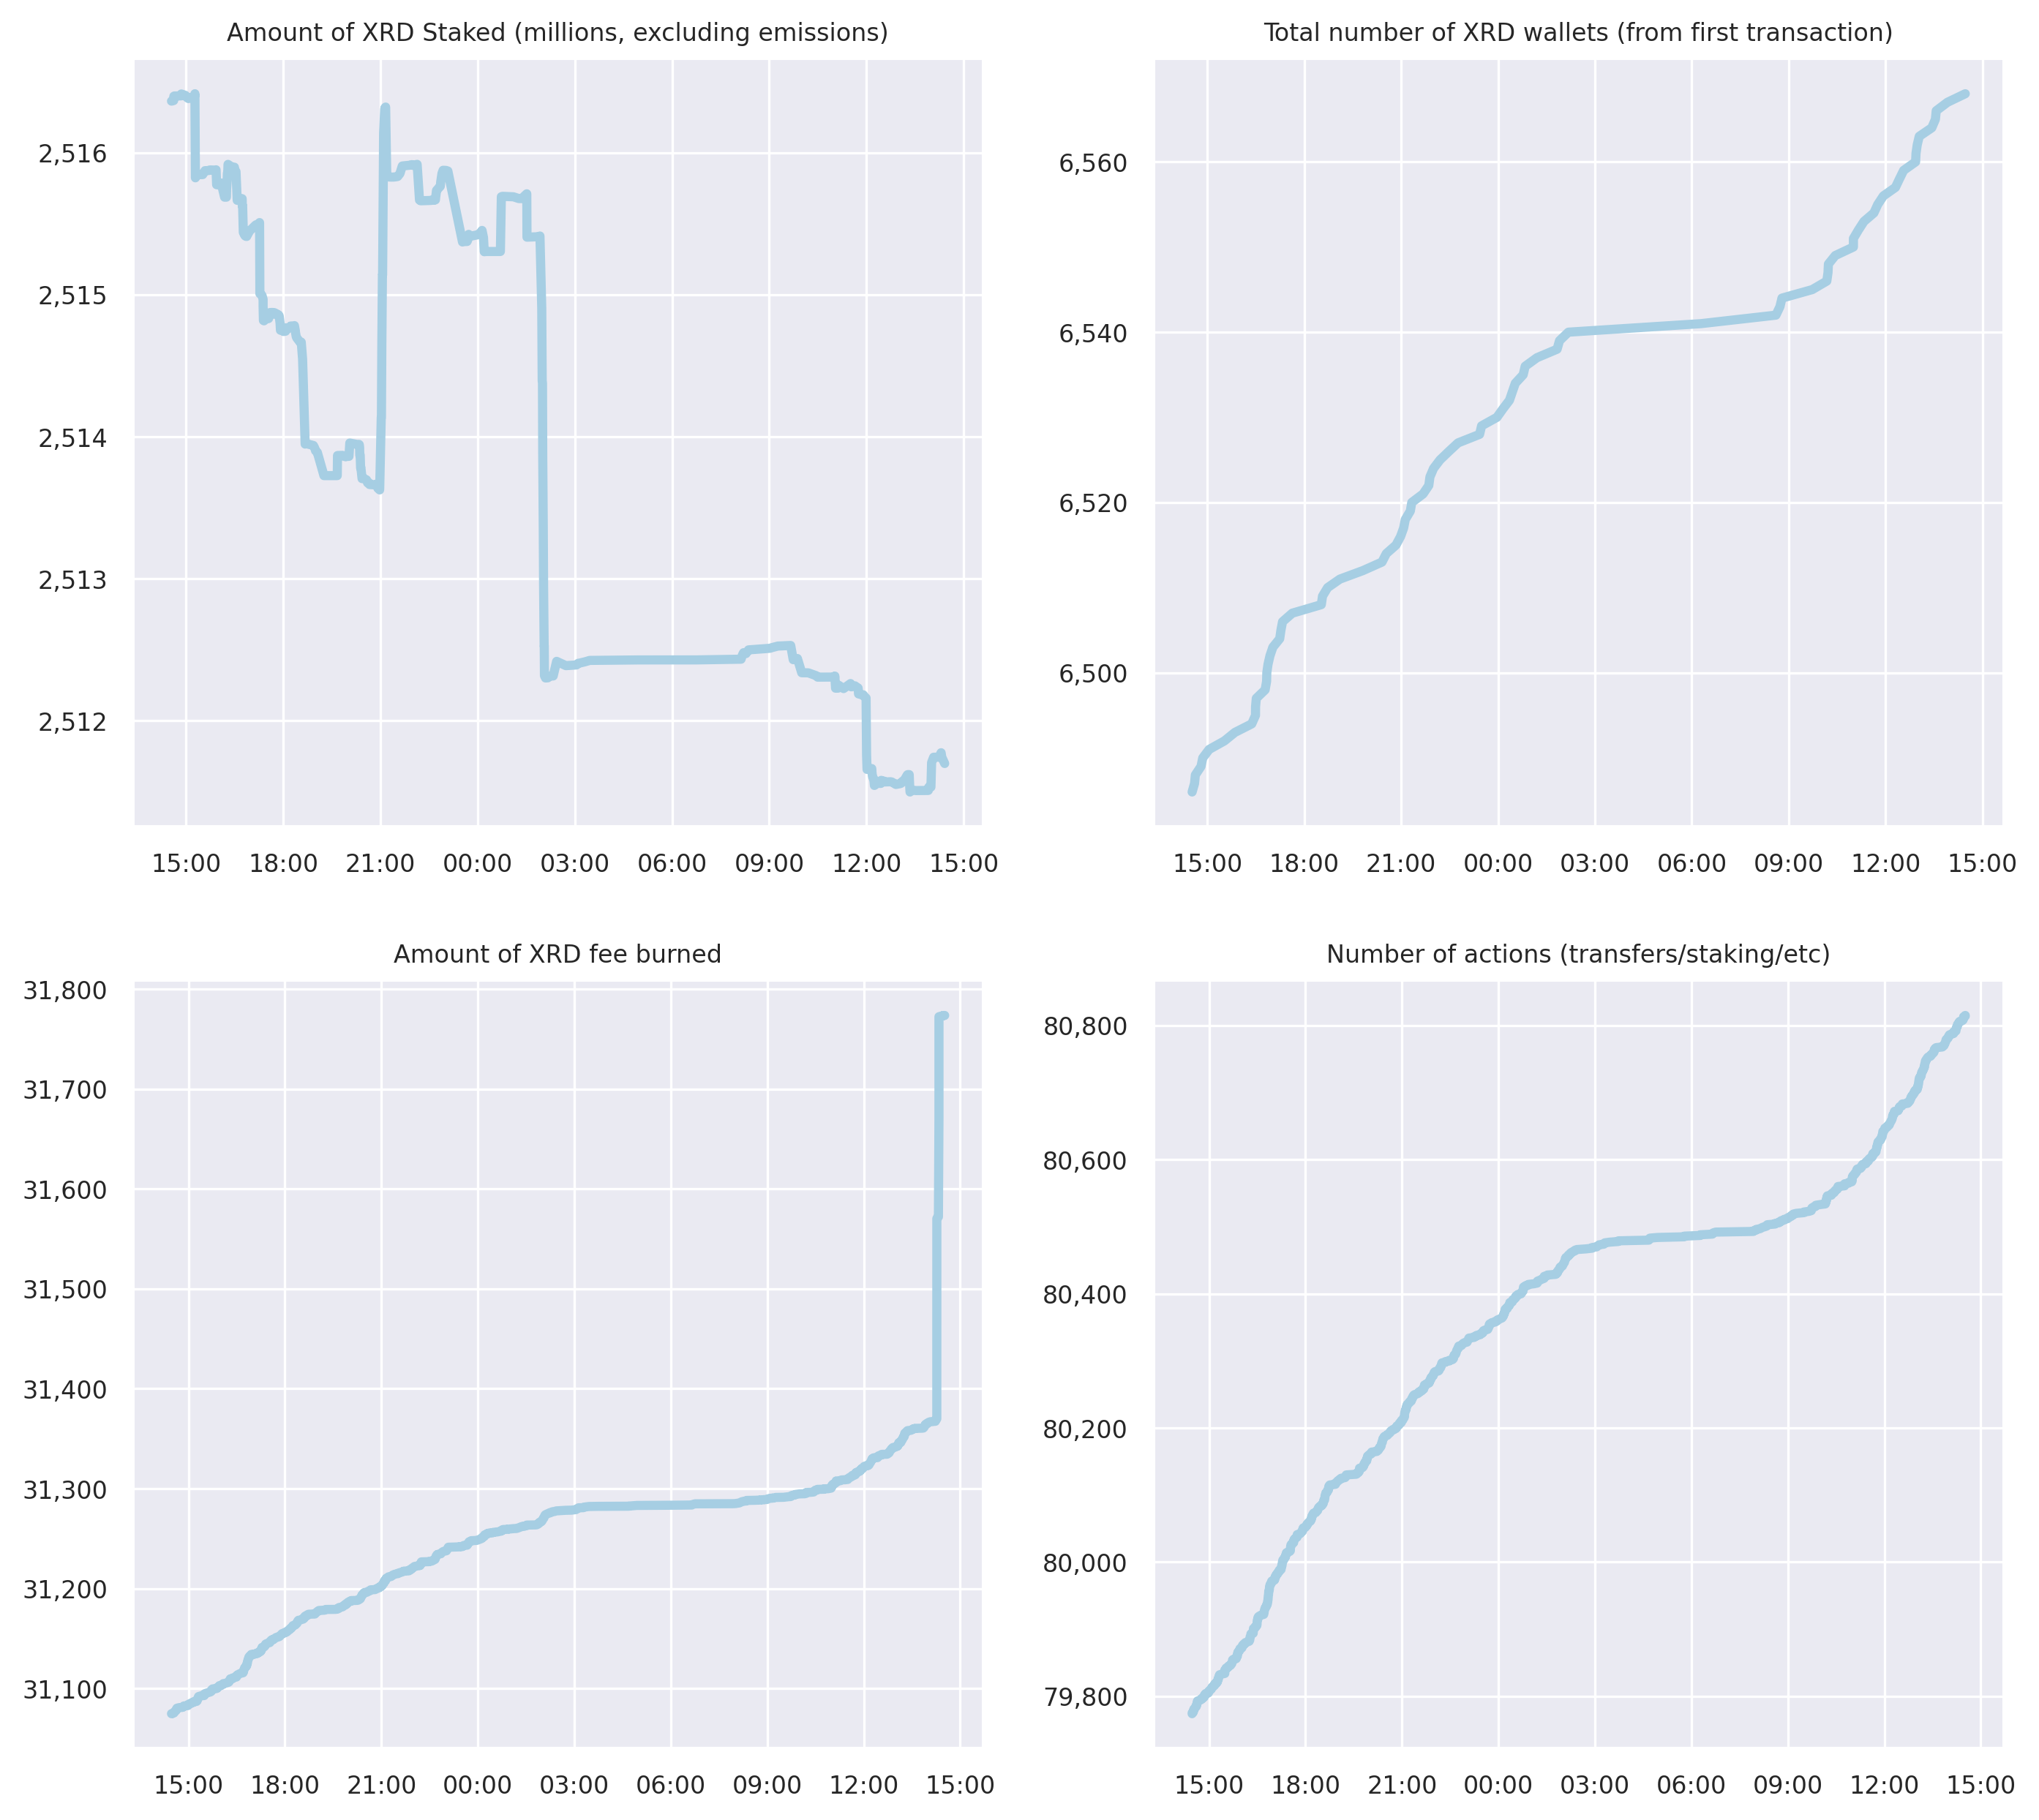 Amount of XRD Staked (millions, excluding emissions)
2,516
2,515
2,514
2,513
2,512
15:00 18:00 21:00 00:00 03:00 06:00 09:00 12:00 15:00
Total number of XRD wallets (from first transaction)
6,560
6,540
6,520
6,500
15:00 18:00 21:00 00:00 03:00 06:00 09:00 12:00 15:00
Amount of XRD fee burned
31,800
31,700
31,600
31,500
31,400
31,300
31,200
31,100
15:00 18:00 21:00 00:00 03:00 06:00 09:00 12:00 15:00
Number of actions (transfers/staking/etc)
80,800
80,600
80,400
80,200
80,000
79,800
15:00 18:00 21:00 00:00 03:00 06:00 09:00 12:00 15:00